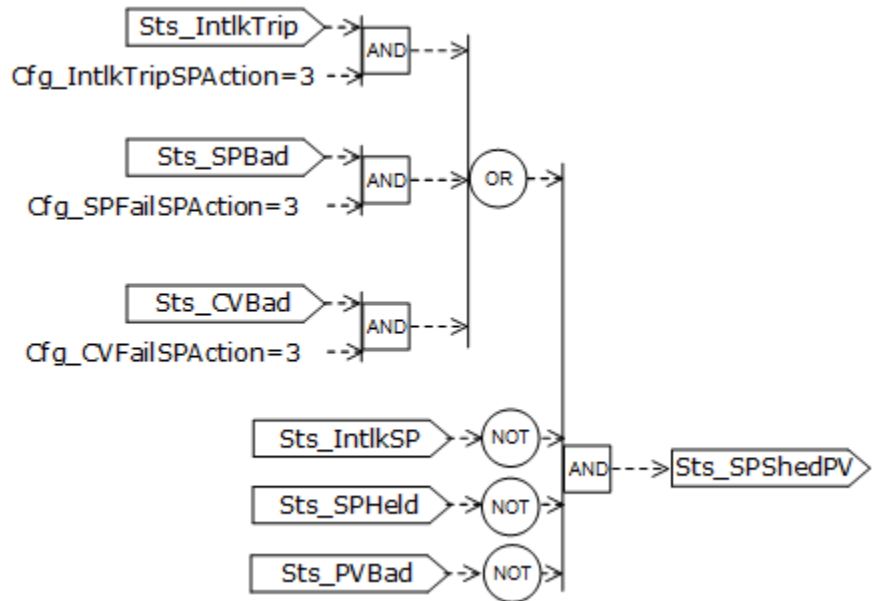 Sts_IntlkTrip
AND
Cfg_IntlkTripSPAction=3
Sts_SPBad
AND
OR
Cfg_SPFailSPAction=3
Sts_CVBad
AND
Cfg_CVFailSPAction=3
Sts_IntlkSP
NOT
AND
Sts_SPShedPV
Sts_SPHeld
NOT
Sts_PVBad
NOT